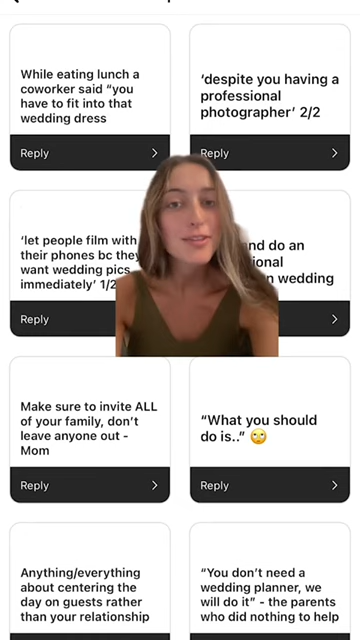 While eating lunch a
coworker said “you
have to fit into that
wedding dress
Reply
‘despite you having a
professional
photographer’ 2/2
Reply
‘let people film with
their phones bc they
want wedding pics
immediately’ 1/2
Reply
and do an
wedding
Make sure to invite ALL
of your family, don’t
leave anyone out -
Mom
Reply
“What you should
do is..” 🙄
Reply
Anything/everything
about centering the
day on guests rather
than your relationship
“You don’t need a
wedding planner, we
will do it” - the parents
who did nothing to help